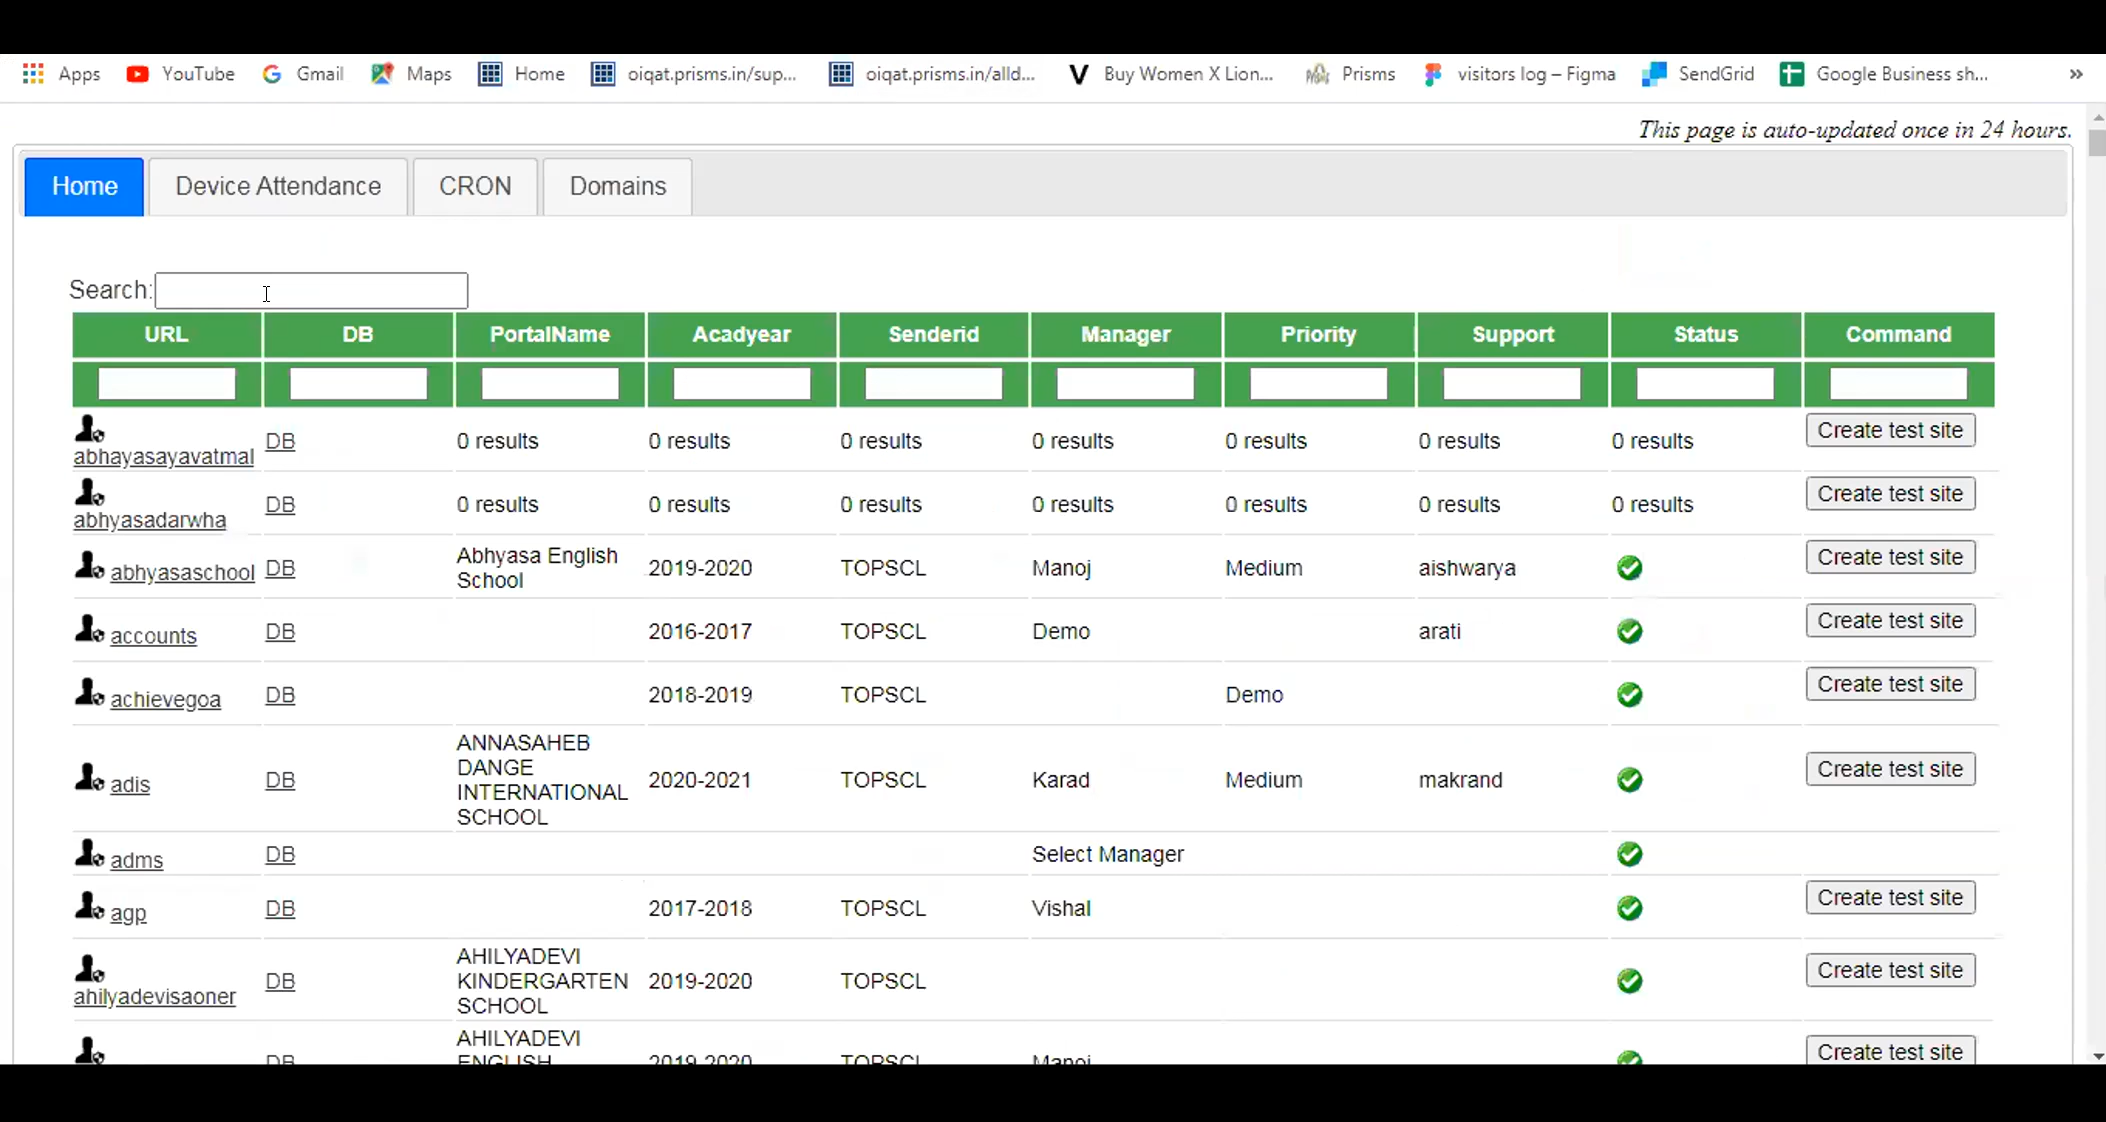 Apps YouTube Gmail Maps Home oiqat.prisms.in/sup... oiqat.prisms.in/alld... Buy Women X Lion... Prisms visitors log – Figma SendGrid Google Business sh... »
This page is auto-updated once in 24 hours.
Home Device Attendance CRON Domains
Search:
URL DB PortalName Acadyear Senderid Manager Priority Support Status Command
abhayasayavatmal DB 0 results 0 results 0 results 0 results 0 results 0 results 0 results Create test site
abhyasadarwha DB 0 results 0 results 0 results 0 results 0 results 0 results 0 results Create test site
abhyasaschool DB Abhyasa English 2019-2020 TOPSCL Manoj Medium aishwarya Create test site
School
accounts DB 2016-2017 TOPSCL Demo arati Create test site
achievegoa DB 2018-2019 TOPSCL Demo Create test site
ANNASAHEB
DANGE
adis DB INTERNATIONAL 2020-2021 TOPSCL Karad Medium makrand Create test site
SCHOOL
adms DB Select Manager
agp DB 2017-2018 TOPSCL Vishal Create test site
AHILYADEVI
ahilyadevisaoner DB KINDERGARTEN 2019-2020 TOPSCL Create test site
SCHOOL
AHILYADEVI
DB ENGLISH 2019-2020 TOPSCL Manoj Create test site